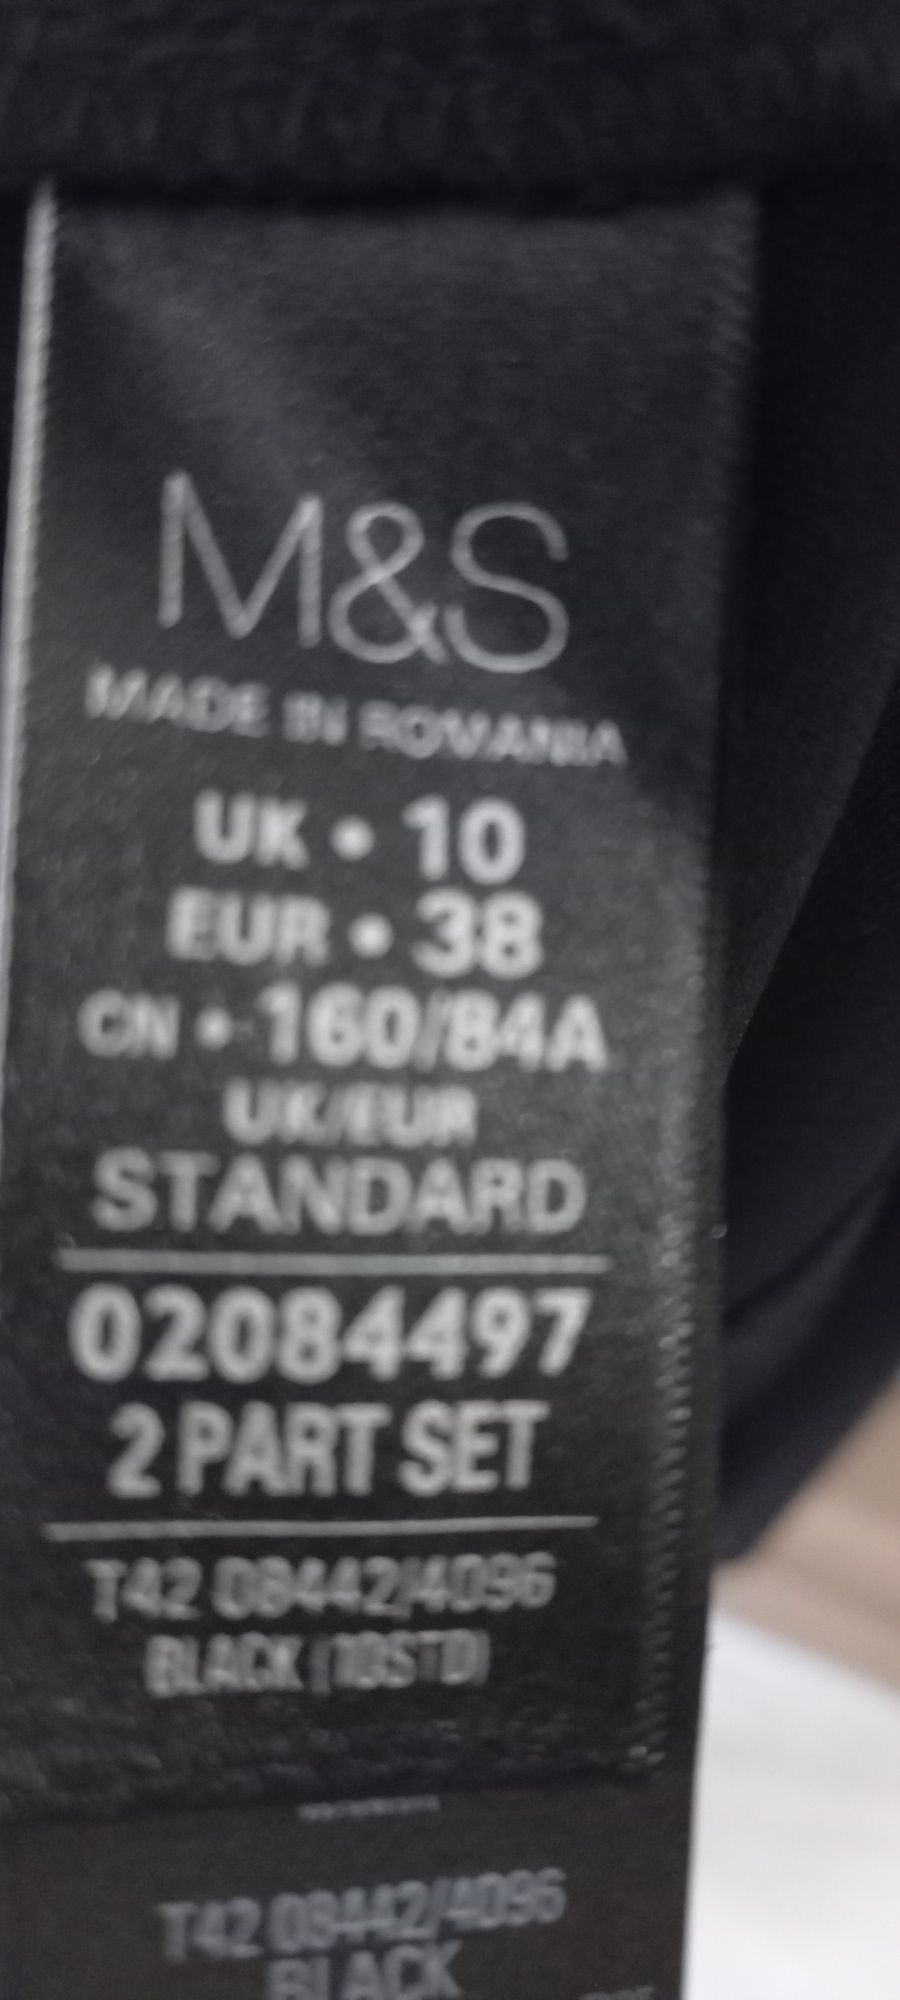 M&S
MADE IN ROMANIA
UK • 10
EUR • 38
CN • 160/84A
UK/EUR
STANDARD
02084497
2 PART SET
T42 08442/4096
BLACK (10STD)
T42 08442/4096
BLACK